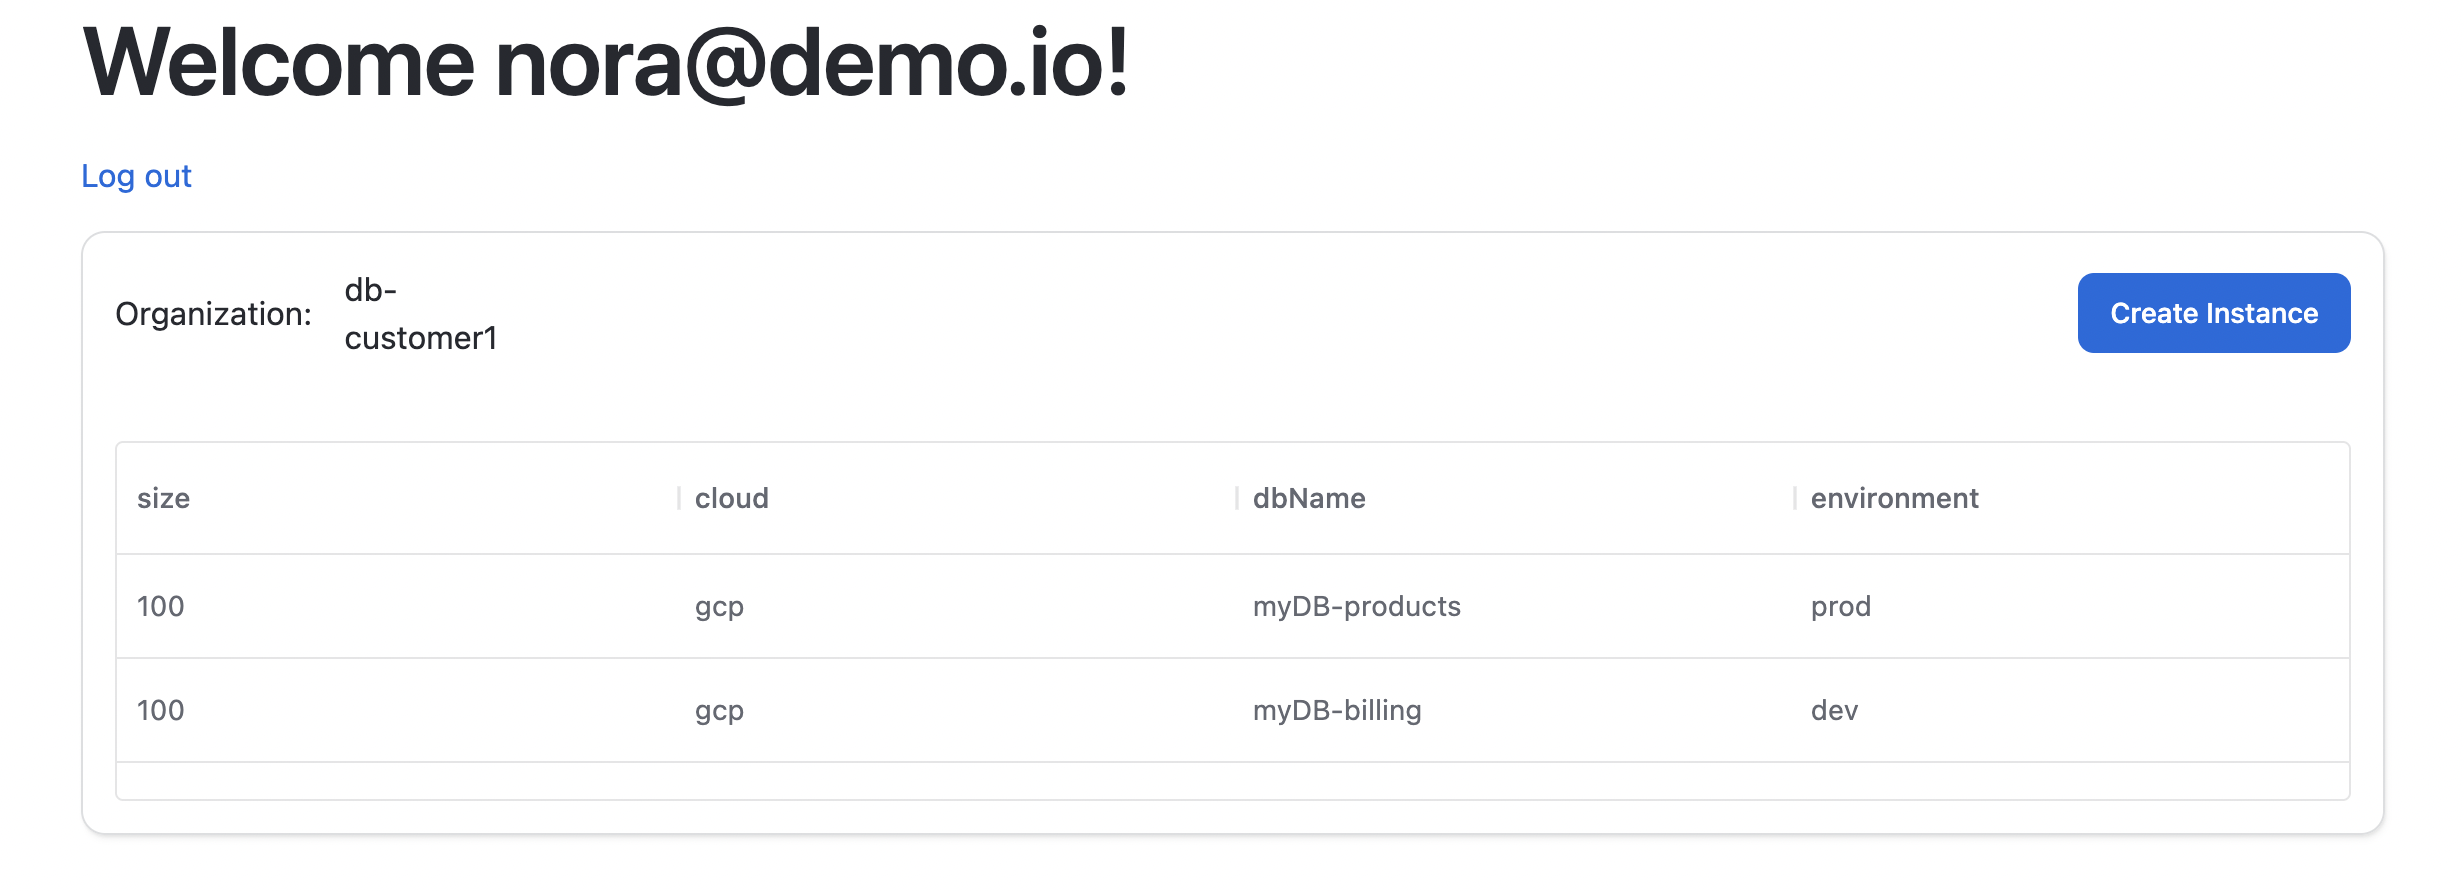 Welcome nora@demo.io!
Log out
Organization: db-
customer1
Create Instance
size cloud dbName environment
100 gcp myDB-products prod
100 gcp myDB-billing dev